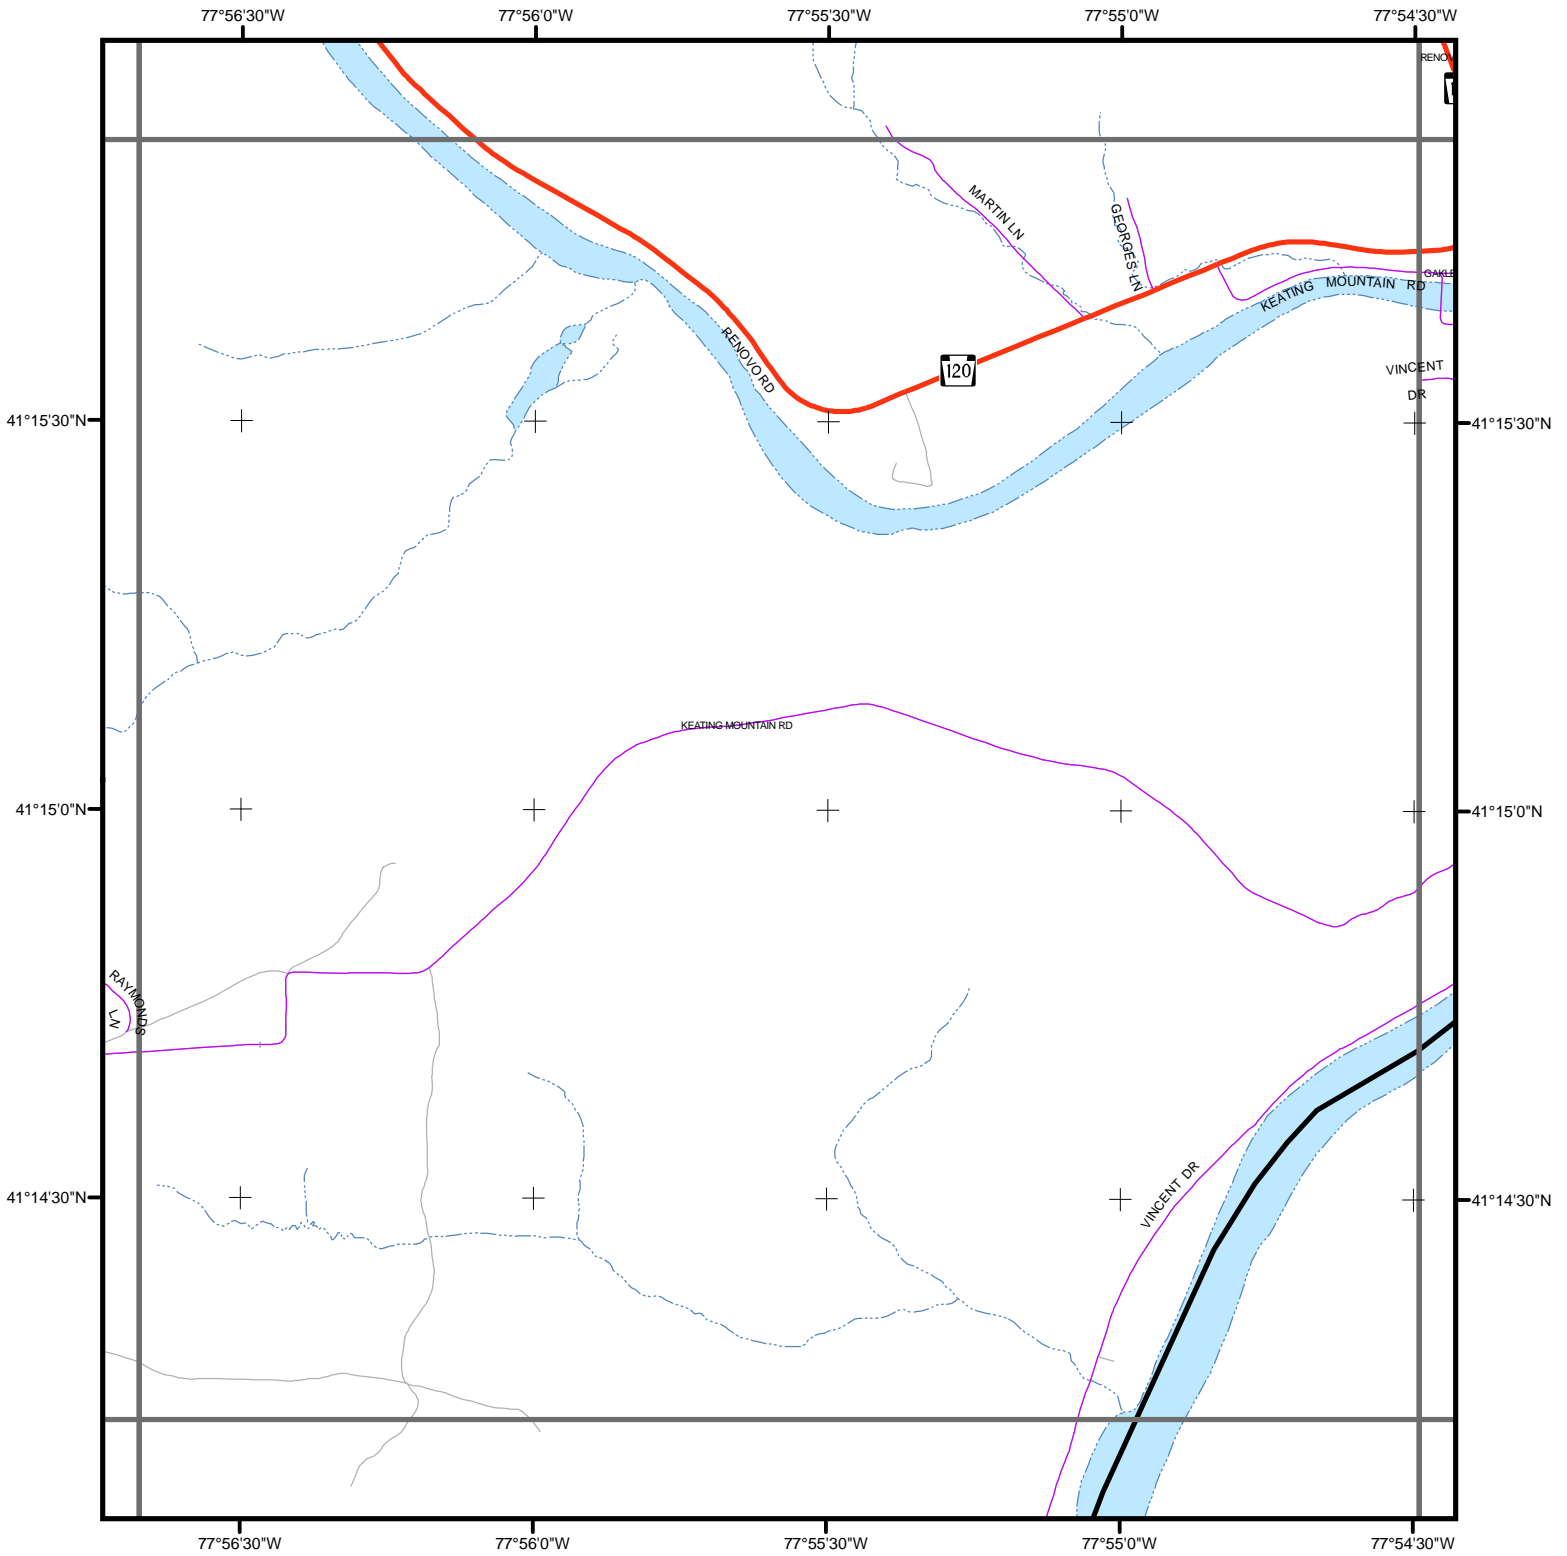 77°56'30"W 77°56'0"W 77°55'30"W 77°55'0"W 77°54'30"W
MARTIN LN
GEORGES LN
KEATING MOUNTAIN RD
RENOVO RD
120
VINCENT
DR
41°15'30"N 41°15'30"N
KEATING MOUNTAIN RD
41°15'0"N 41°15'0"N
RAYMONDS
LN
VINCENT DR
41°14'30"N 41°14'30"N
77°56'30"W 77°56'0"W 77°55'30"W 77°55'0"W 77°54'30"W